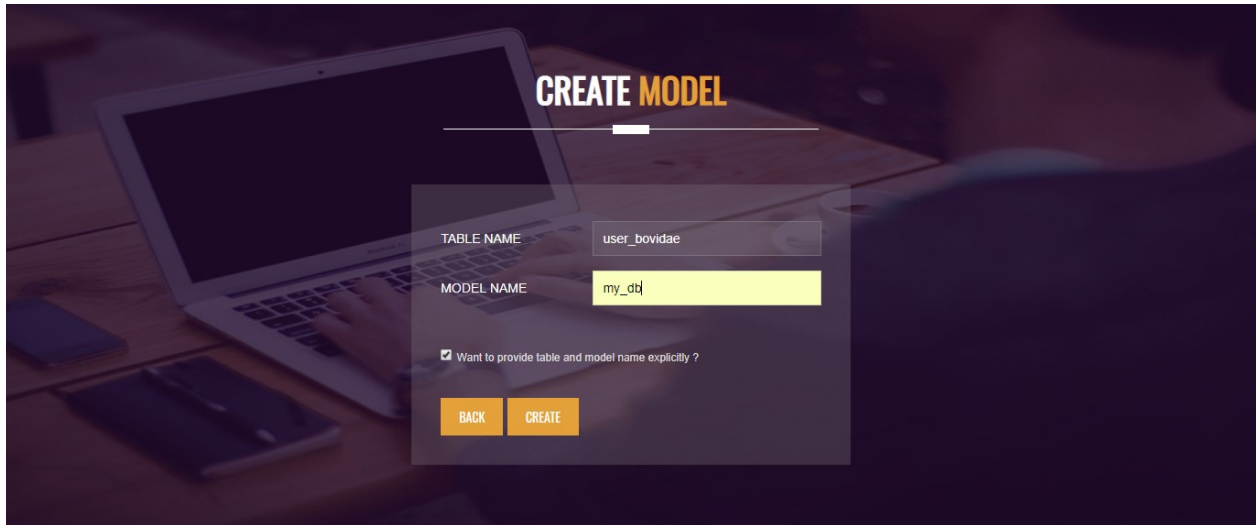 CREATE MODEL
TABLE NAME user_bovidae
MODEL NAME my_db
Want to provide table and model name explicitly ?
BACK CREATE